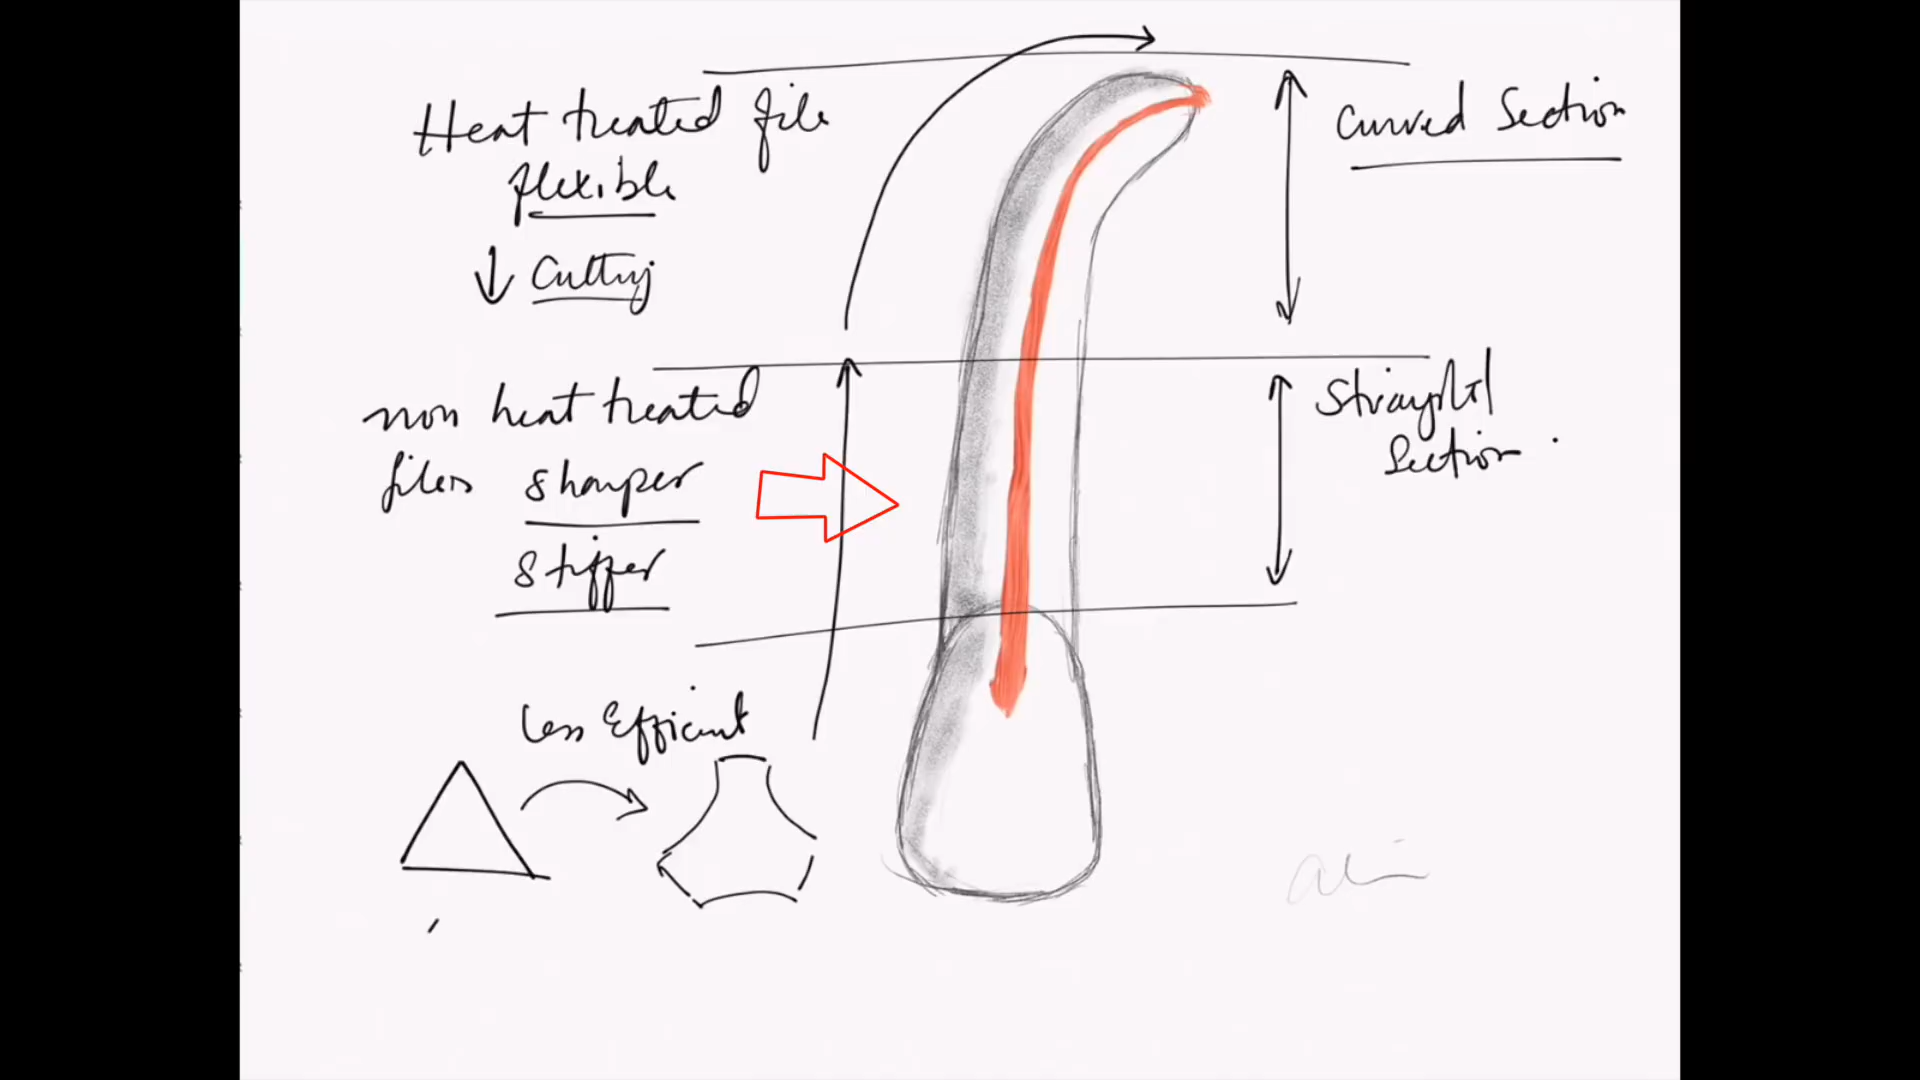 Heat treated file
flexible
↓ Cutting
Curved Section
non heat treated
files sharper
stiffer
Straight
Section
Less Efficient